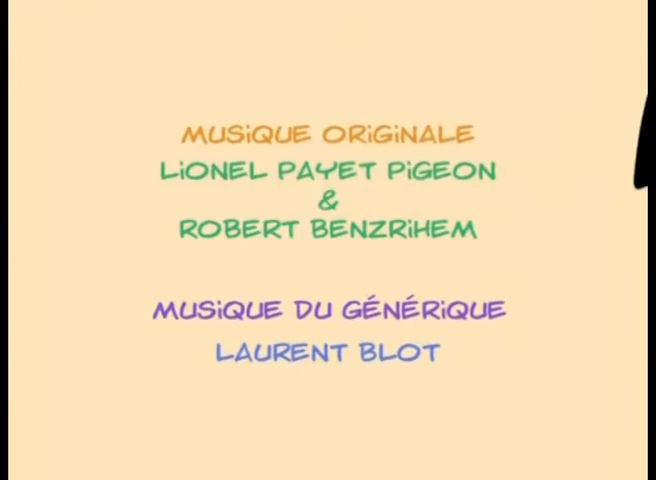 MUSiQUE ORiGiNALE
LiONEL PAYET PiGEON
&
ROBERT BENZRiHEM
MUSiQUE DU GÉNÉRiQUE
LAURENT BLOT